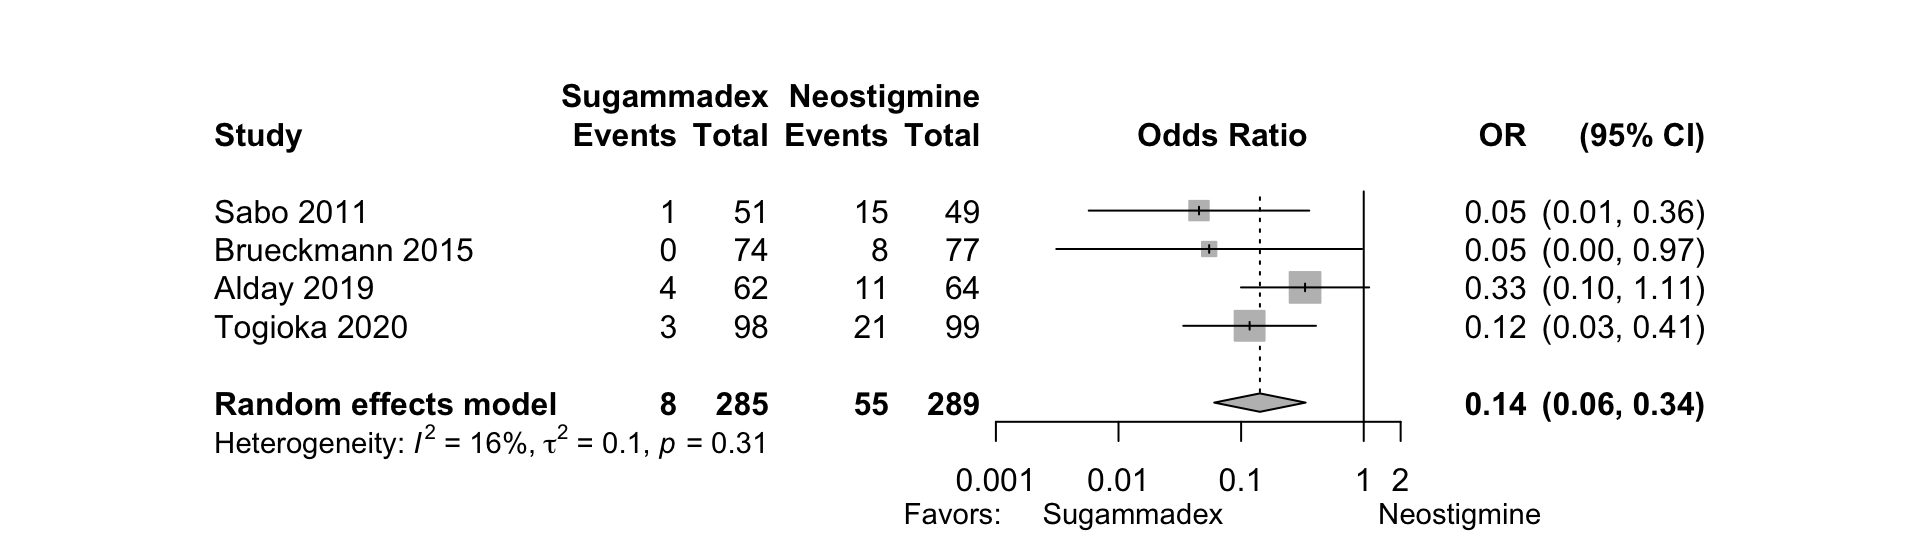 Sugammadex Neostigmine
Study Events Total Events Total Odds Ratio OR (95% CI)
Sabo 2011 1 51 15 49 0.05 (0.01, 0.36)
Brueckmann 2015 0 74 8 77 0.05 (0.00, 0.97)
Alday 2019 4 62 11 64 0.33 (0.10, 1.11)
Togioka 2020 3 98 21 99 0.12 (0.03, 0.41)
Random effects model 8 285 55 289 0.14 (0.06, 0.34)
Heterogeneity: I² = 16%, τ² = 0.1, p = 0.31
0.001 0.01 0.1 1 2
Favors: Sugammadex Neostigmine